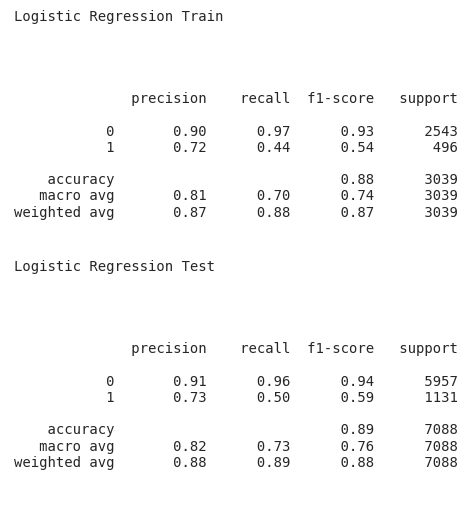 Logistic Regression Train
precision recall f1-score support
0 0.90 0.97 0.93 2543
1 0.72 0.44 0.54 496
accuracy 0.88 3039
macro avg 0.81 0.70 0.74 3039
weighted avg 0.87 0.88 0.87 3039
Logistic Regression Test
precision recall f1-score support
0 0.91 0.96 0.94 5957
1 0.73 0.50 0.59 1131
accuracy 0.89 7088
macro avg 0.82 0.73 0.76 7088
weighted avg 0.88 0.89 0.88 7088